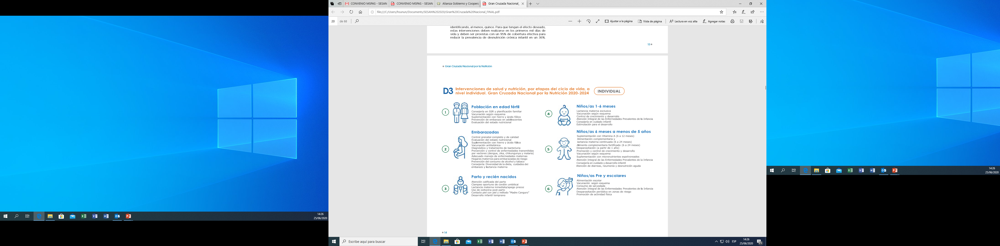 14:26
25/06/2020
CONVENIO MSPAS - SESAN
CONVENIO MSPAS - SESAN
Alianza Gobierno y Coopera
Gran Cruzada Nacional_
file:///C:/Users/hsunun/Documents/SESAN%202020/Gran%20Cruzada%20Nacional_FINAL.pdf
20 de 68
Ajustar a la página
Vista de página
Lectura en voz alta
Agregar notas
identificando, al menos, quince. Para que tengan el efecto deseado,
estas intervenciones deben realizarse en los primeros mil días de
vida y deben ser provistas con un 95% de cobertura efectiva para
reducir la prevalencia de desnutrición crónica infantil en un 36%.
13
Gran Cruzada Nacional por la Nutrición
D3 Intervenciones de salud y nutrición, por etapas del ciclo de vida, a
nivel individual. Gran Cruzada Nacional por la Nutrición 2020-2024
INDIVIDUAL
1
Población en edad fértil
Consejería en SSR y planificación familiar
Vacunación según esquema
Suplementación con hierro y ácido fólico
Prevención de embarazo en adolescentes
Evaluación del estado nutricional
2
Embarazadas
Control prenatal completo y de calidad
Evaluación del estado nutricional
Suplementación con hierro y ácido fólico
Vacunación antitetánica
Diagnóstico y tratamiento de bacteriuria
Prevención y control de enfermedades transmitidas
por vectores (dengue, zika, chikungunya y malaria)
Adecuado manejo de enfermedades maternas
Hogares maternos para embarazadas de riesgo
Prevención del consumo de alcohol y tabaco
Consejería: Diversidad de la dieta, cuidados del
embarazo y lactancia materna
3
Parto y recién nacidos
Atención calificada del parto
Clampeo oportuno de cordón umbilical
Lactancia materna inmediata/apego precoz
Uso de oxitocina post-parto
Contacto piel con piel y método "Madre Canguro"
Desarrollo infantil temprano
4
Niños/as 1-6 meses
Lactancia materna exclusiva
Vacunación según esquema
Control de crecimiento y desarrollo
Atención Integral de las Enfermedades Prevalentes de la Infancia
Consejería en cuidado infantil
Estimulación para el desarrollo
5
Niños/as 6 meses a menos de 5 años
Suplementación con Vitamina A (6 a 12 meses)
Alimentación complementaria y
lactancia materna continuada (6 a 24 meses)
Alimento complementario fortificado (6 a 24 meses)
Desparasitación (a partir de 1 año)
Promoción y control de crecimiento y desarrollo
Vacunación según esquema
Suplementación con micronutrientes espolvoreados
Atención Integral de las Enfermedades Prevalentes de la Infancia
Consejería en cuidado y desarrollo infantil
Atención de diarreas, neumonía y desnutrición aguda
6
Niños/as Pre y escolares
Alimentación escolar
Vacunación según esquema
Consumo de sal yodada
Atención Integral de las Enfermedades Prevalentes de la Infancia
Desparasitación periódica en zonas de riesgo
Promoción de actividad física
14
Escribe aquí para buscar
ESP
14:26
25/06/2020
23
14:26
25/06/2020